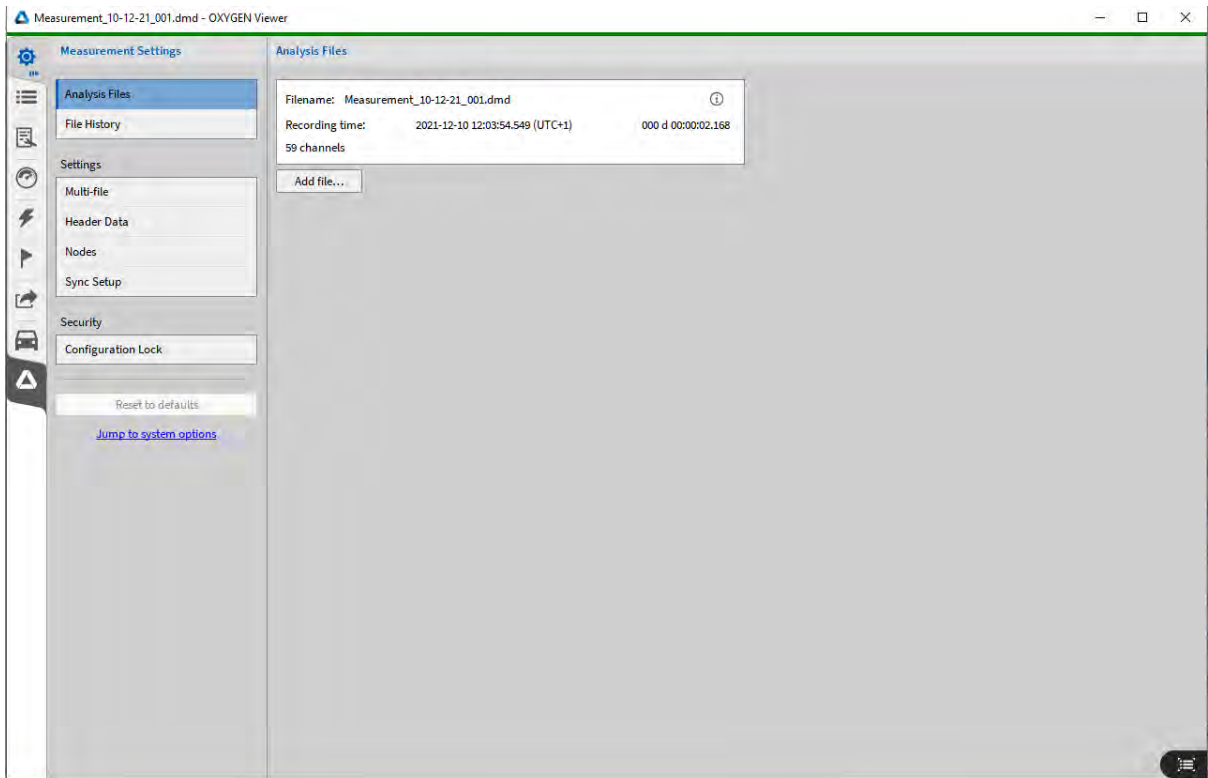 Measurement_10-12-21_001.dmd - OXYGEN Viewer
Measurement Settings
Analysis Files
File History
Settings
Multi-file
Header Data
Nodes
Sync Setup
Security
Configuration Lock
Reset to defaults
Jump to system options
Analysis Files
Filename: Measurement_10-12-21_001.dmd
Recording time: 2021-12-10 12:03:54.549 (UTC+1) 000 d 00:00:02.168
59 channels
Add file...